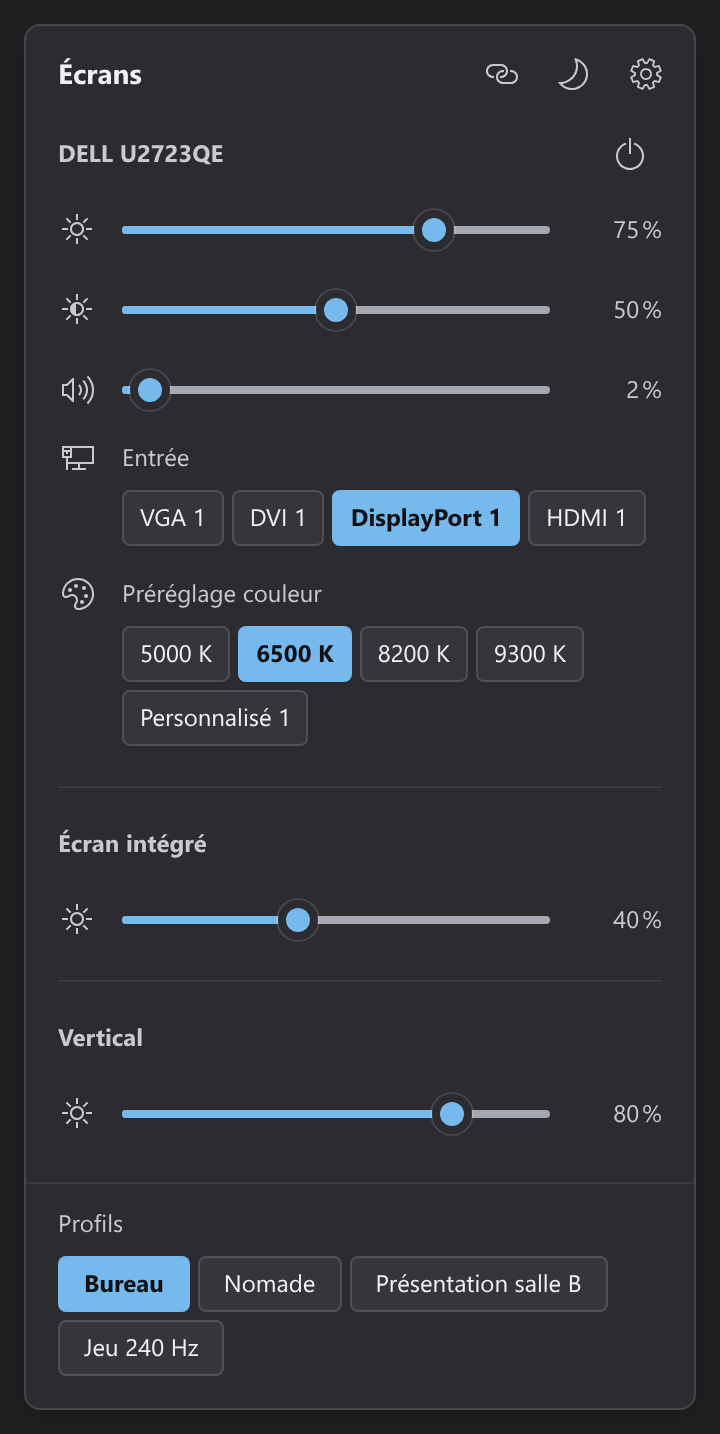 Écrans
DELL U2723QE
75 %
50 %
2 %
Entrée
VGA 1 DVI 1 DisplayPort 1 HDMI 1
Préréglage couleur
5000 K 6500 K 8200 K 9300 K
Personnalisé 1
Écran intégré
40 %
Vertical
80 %
Profils
Bureau Nomade Présentation salle B
Jeu 240 Hz